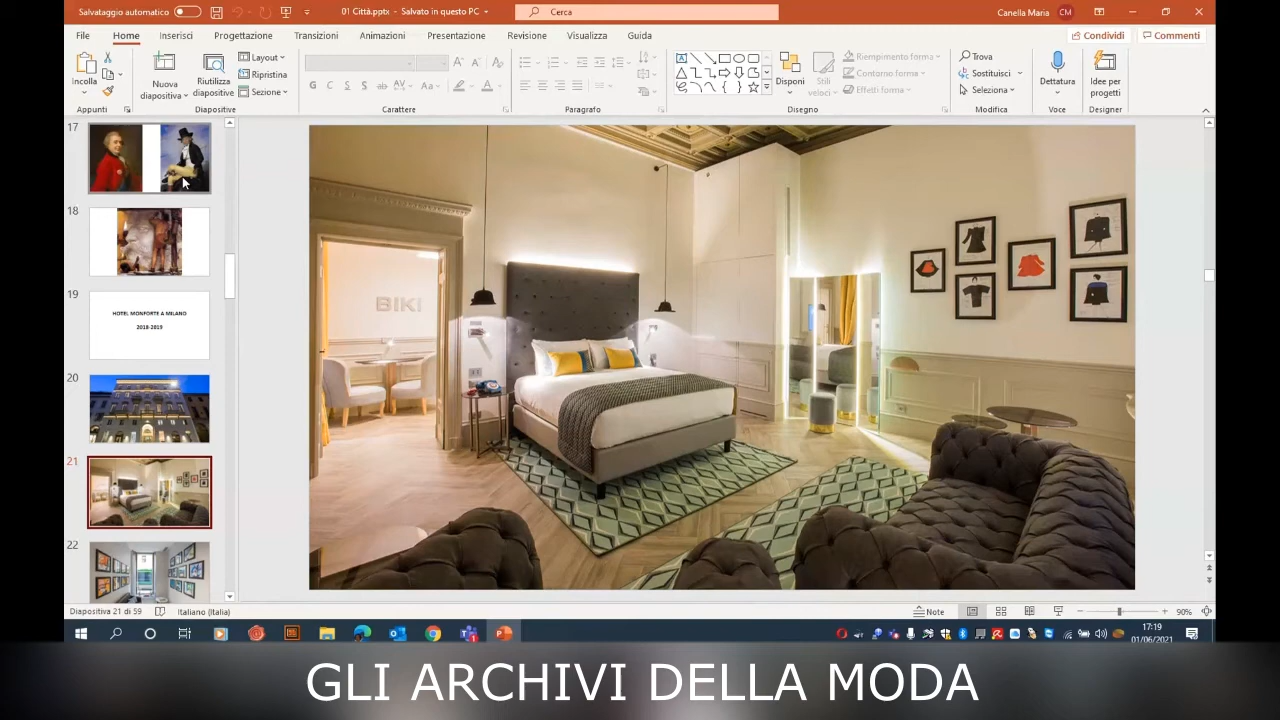 Salvataggio automatico
01 Città.pptx - Salvato in questo PC
Cerca
Canella Maria
CM
File
Home
Inserisci
Progettazione
Transizioni
Animazioni
Presentazione
Revisione
Visualizza
Guida
Condividi
Commenti
Incolla
Nuova
diapositiva
Riutilizza
diapositive
Layout
Ripristina
Sezione
G C S S ab AV Aa A
Disponi
Stili
veloci
Riempimento forma
Contorno forma
Effetti forma
Trova
Sostituisci
Seleziona
Dettatura
Idee per
progetti
Appunti
Diapositive
Carattere
Paragrafo
Disegno
Modifica
Voce
Designer
17
18
19
HOTEL MONFORTE A MILANO
2018-2019
20
21
22
BIKI
Diapositiva 21 di 59
Italiano (Italia)
Note
90%
17:19
01/06/2021
GLI ARCHIVI DELLA MODA